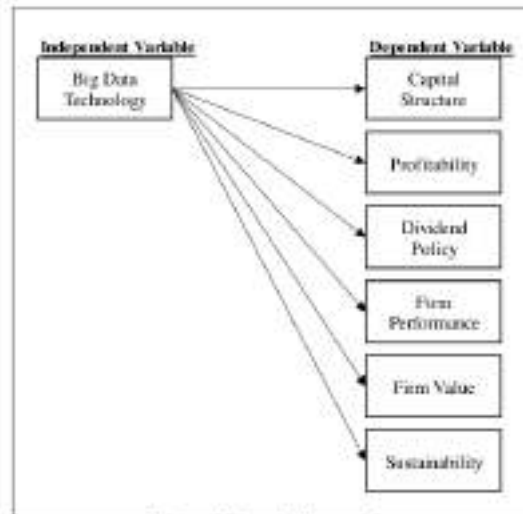 Independent Variable
Dependent Variable
Big Data
Technology
Capital
Structure
Profitability
Dividend
Policy
Firm
Performance
Firm Value
Sustainability